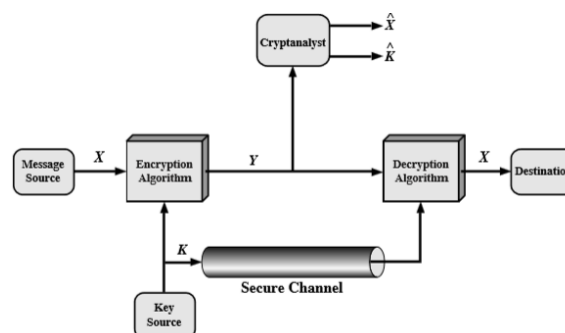 X̂
Cryptanalyst
K̂
Message
Source
X
Encryption
Algorithm
Y
Decryption
Algorithm
X
Destination
K
Secure Channel
Key
Source